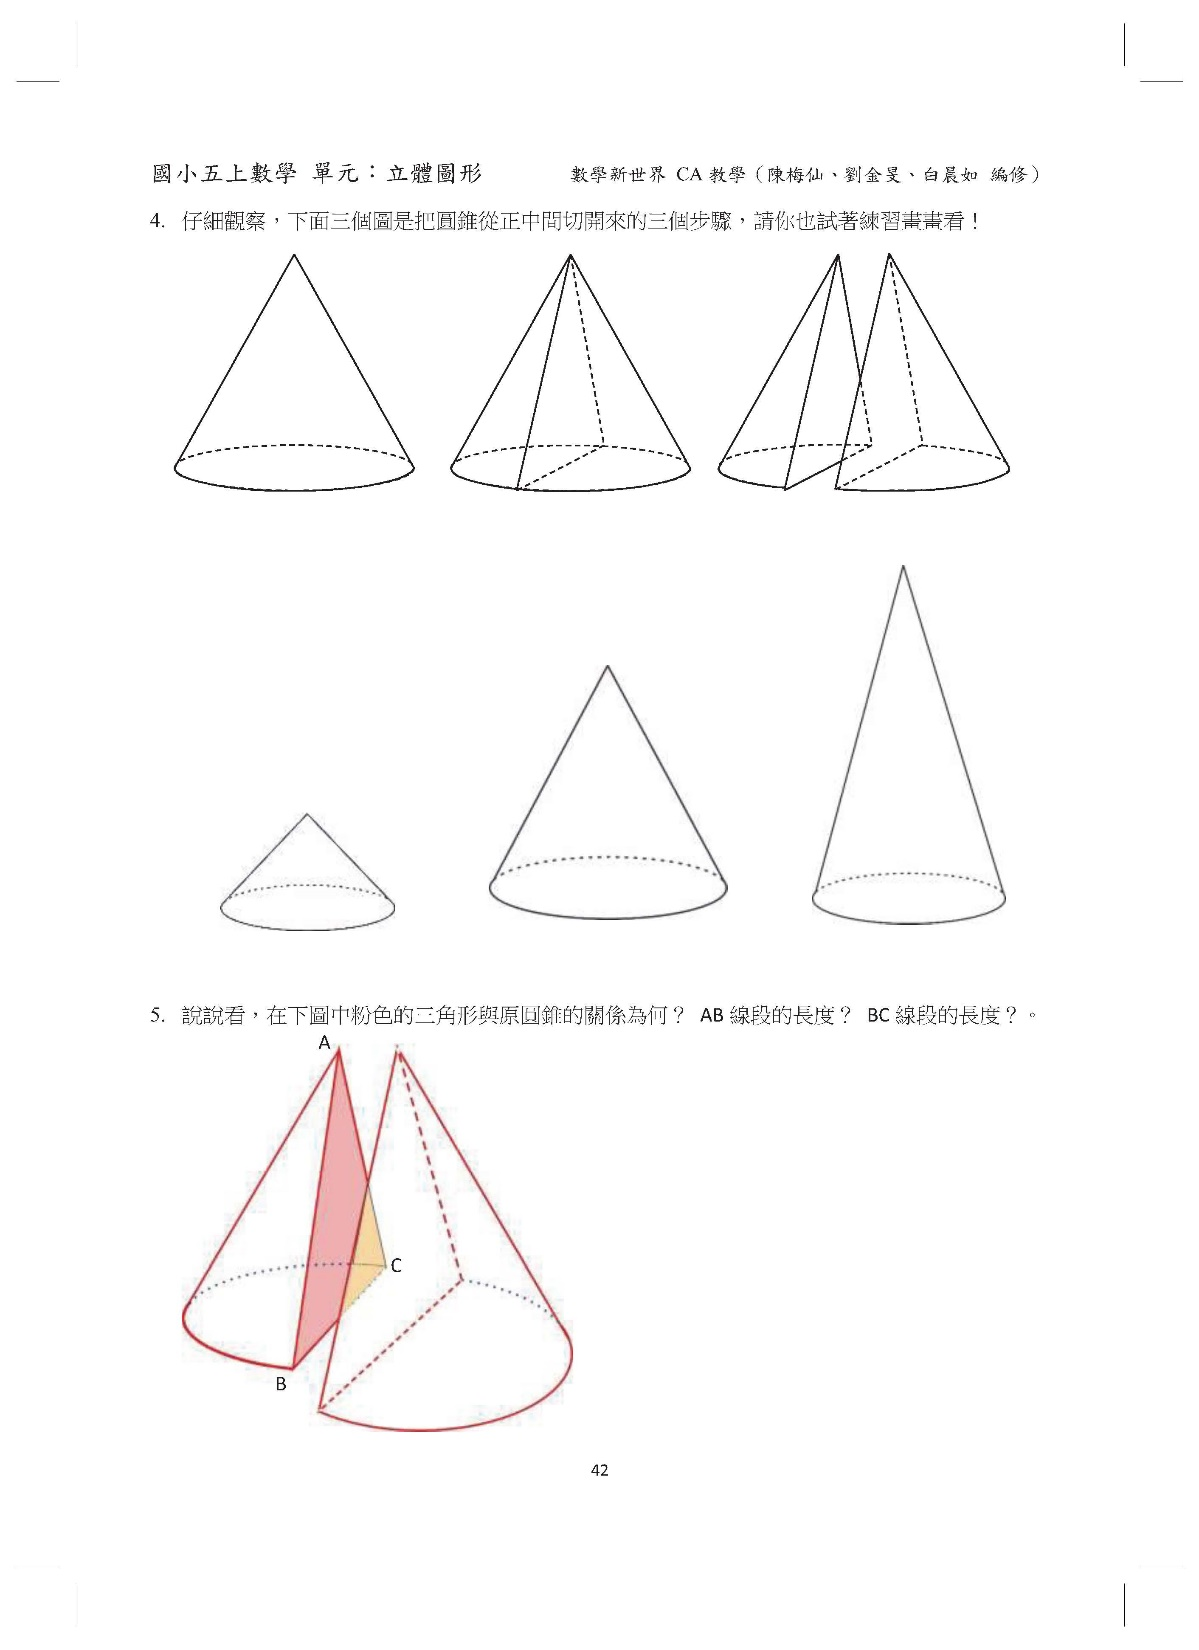 國小五上數學 單元：立體圖形 數學新世界 CA 教學（陳梅仙、劉金旻、白晨如 編修）
4. 仔細觀察，下面三個圖是把圓錐從正中間切開來的三個步驟，請你也試著練習畫畫看！
5. 說說看，在下圖中粉色的三角形與原圓錐的關係為何？ AB 線段的長度？ BC 線段的長度？。
A
C
B
42